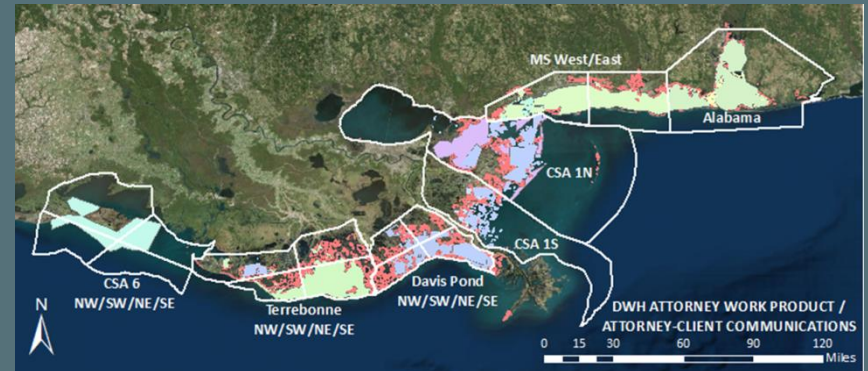 MS West/East
Alabama
CSA 1N
CSA 1S
CSA 6
NW/SW/NE/SE
Terrebonne
NW/SW/NE/SE
Davis Pond
NW/SW/NE/SE
N
DWH ATTORNEY WORK PRODUCT /
ATTORNEY-CLIENT COMMUNICATIONS
0 15 30 60 90 120
Miles